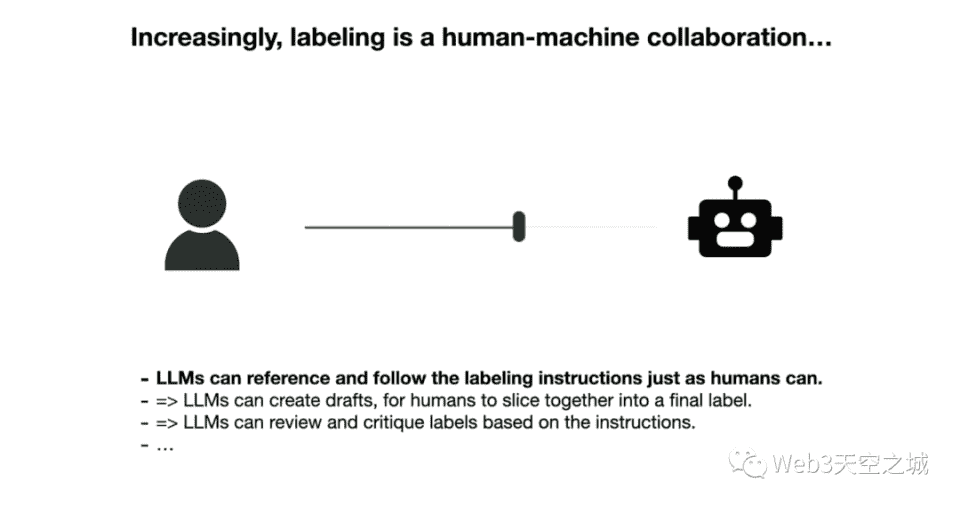 Increasingly, labeling is a human-machine collaboration…
- LLMs can reference and follow the labeling instructions just as humans can.
- => LLMs can create drafts, for humans to slice together into a final label.
- => LLMs can review and critique labels based on the instructions.
- …
Web3天空之城